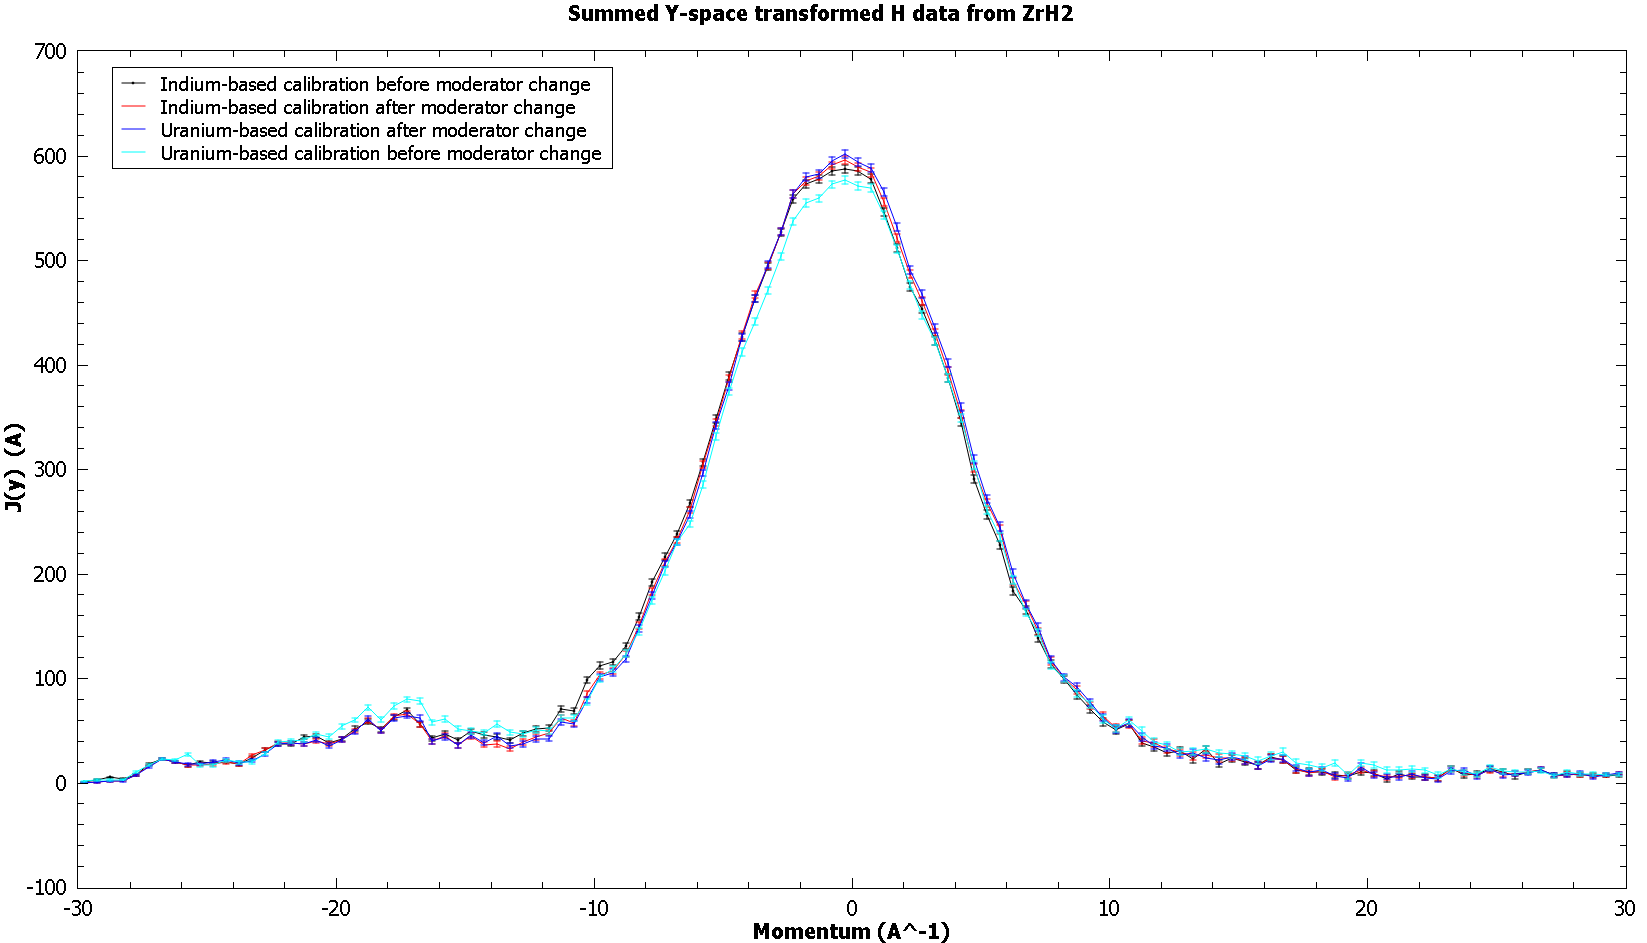 Summed Y-space transformed H data from ZrH2
Indium-based calibration before moderator change
Indium-based calibration after moderator change
Uranium-based calibration after moderator change
Uranium-based calibration before moderator change
700
600
500
400
300
200
100
0
-100
J(y) (A)
-30 -20 -10 0 10 20 30
Momentum (A^-1)